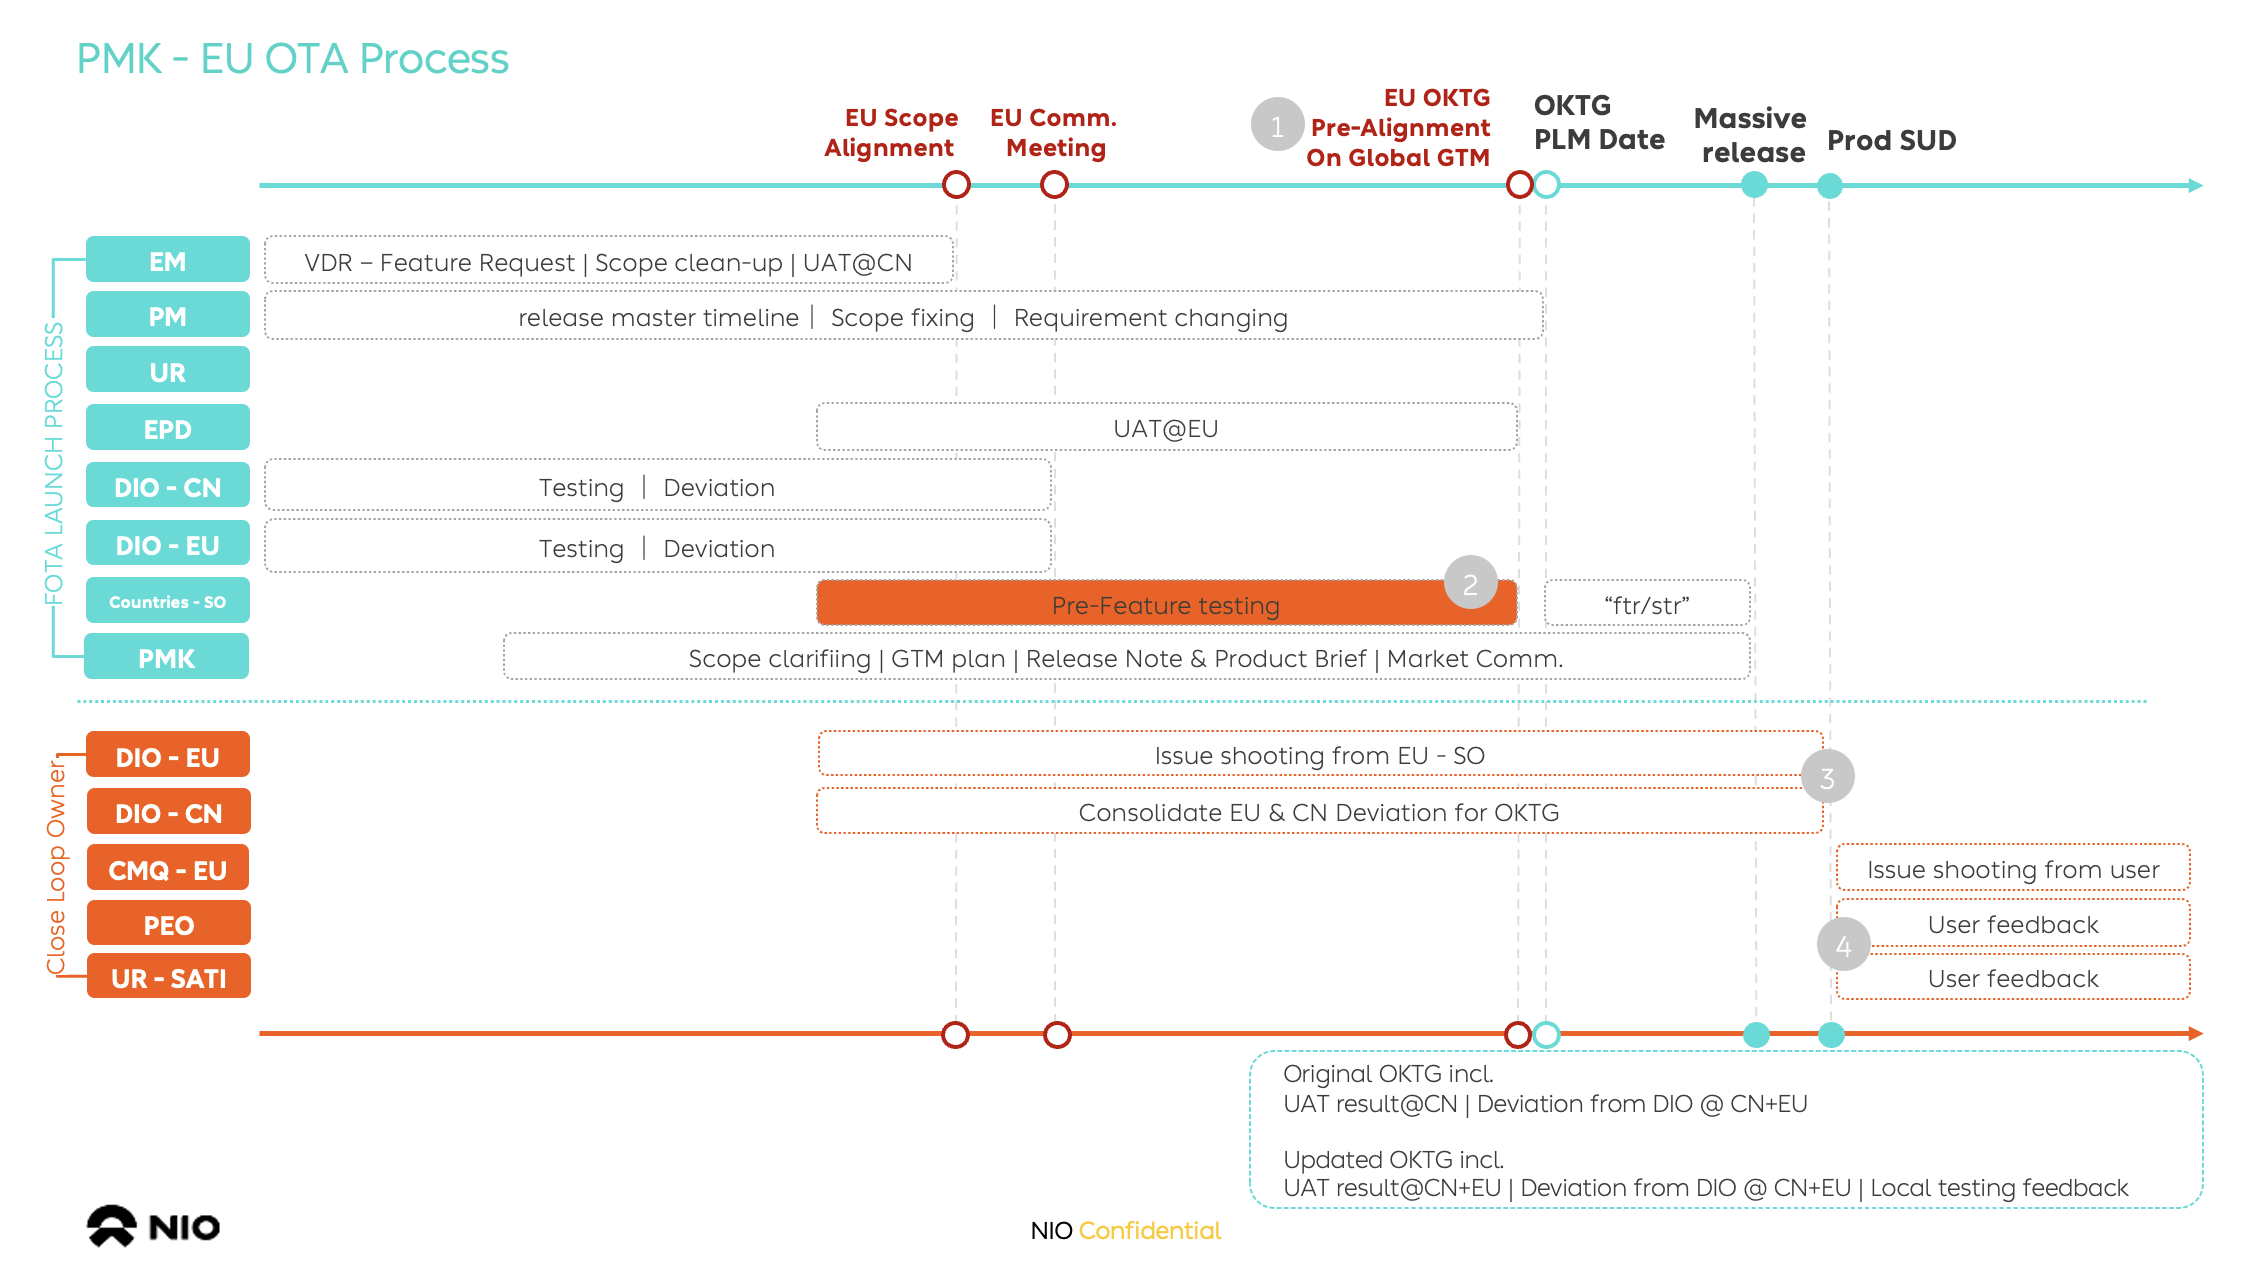 PMK - EU OTA Process
EU Scope
Alignment
EU Comm.
Meeting
1
EU OKTG
Pre-Alignment
On Global GTM
OKTG
PLM Date
Massive
release
Prod SUD
FOTA LAUNCH PROCESS
EM
VDR – Feature Request | Scope clean-up | UAT@CN
PM
release master timeline | Scope fixing | Requirement changing
UR
EPD
UAT@EU
DIO - CN
Testing | Deviation
DIO - EU
Testing | Deviation
Countries - SO
Pre-Feature testing
2
“ftr/str”
PMK
Scope clarifiing | GTM plan | Release Note & Product Brief | Market Comm.
Close Loop Owner
DIO - EU
Issue shooting from EU - SO
3
DIO - CN
Consolidate EU & CN Deviation for OKTG
CMQ - EU
Issue shooting from user
PEO
User feedback
4
UR - SATI
User feedback
Original OKTG incl.
UAT result@CN | Deviation from DIO @ CN+EU
Updated OKTG incl.
UAT result@CN+EU | Deviation from DIO @ CN+EU | Local testing feedback
NIO
NIO Confidential